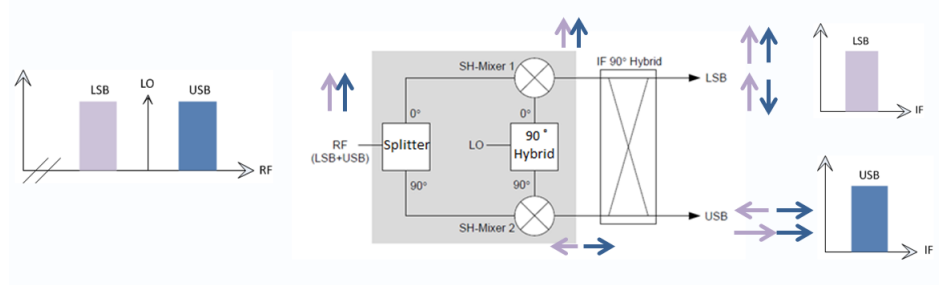 LSB
LO
USB
RF
SH-Mixer 1
IF 90° Hybrid
LSB
0°
0°
RF
(LSB+USB)
Splitter
LO
90°
Hybrid
90°
90°
SH-Mixer 2
USB
LSB
IF
USB
IF